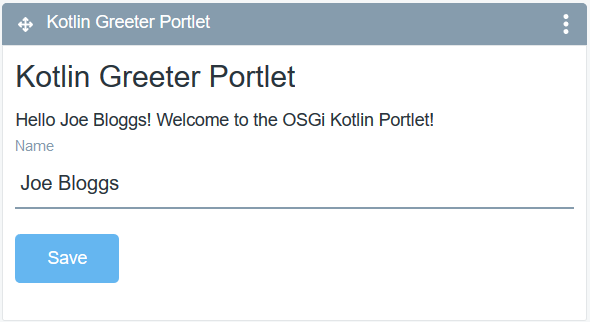 Kotlin Greeter Portlet
Kotlin Greeter Portlet
Hello Joe Bloggs! Welcome to the OSGi Kotlin Portlet!
Name
Joe Bloggs
Save